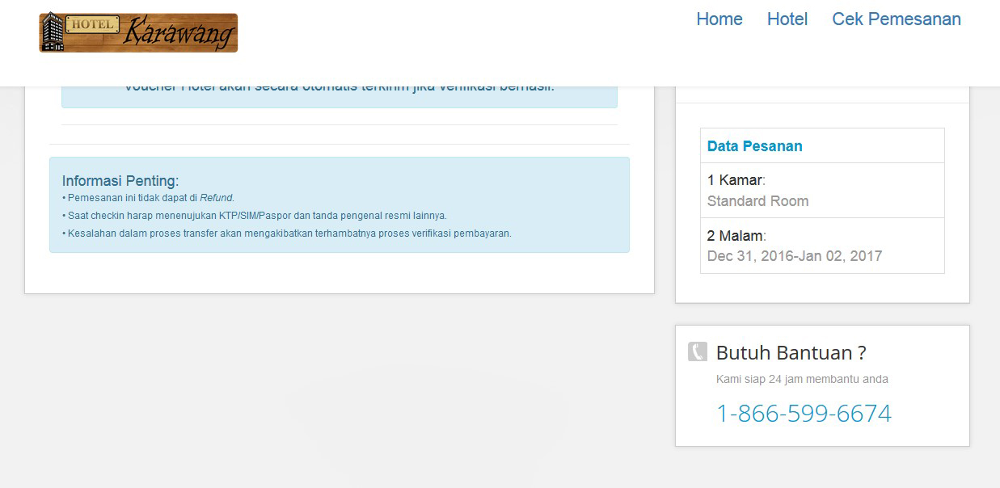 HOTEL Karawang
Home Hotel Cek Pemesanan
Voucher Hotel akan secara otomatis terkirim jika verifikasi berhasil.
Informasi Penting:
• Pemesanan ini tidak dapat di Refund.
• Saat checkin harap menenujukan KTP/SIM/Paspor dan tanda pengenal resmi lainnya.
• Kesalahan dalam proses transfer akan mengakibatkan terhambatnya proses verifikasi pembayaran.
Data Pesanan
1 Kamar:
Standard Room
2 Malam:
Dec 31, 2016-Jan 02, 2017
Butuh Bantuan ?
Kami siap 24 jam membantu anda
1-866-599-6674